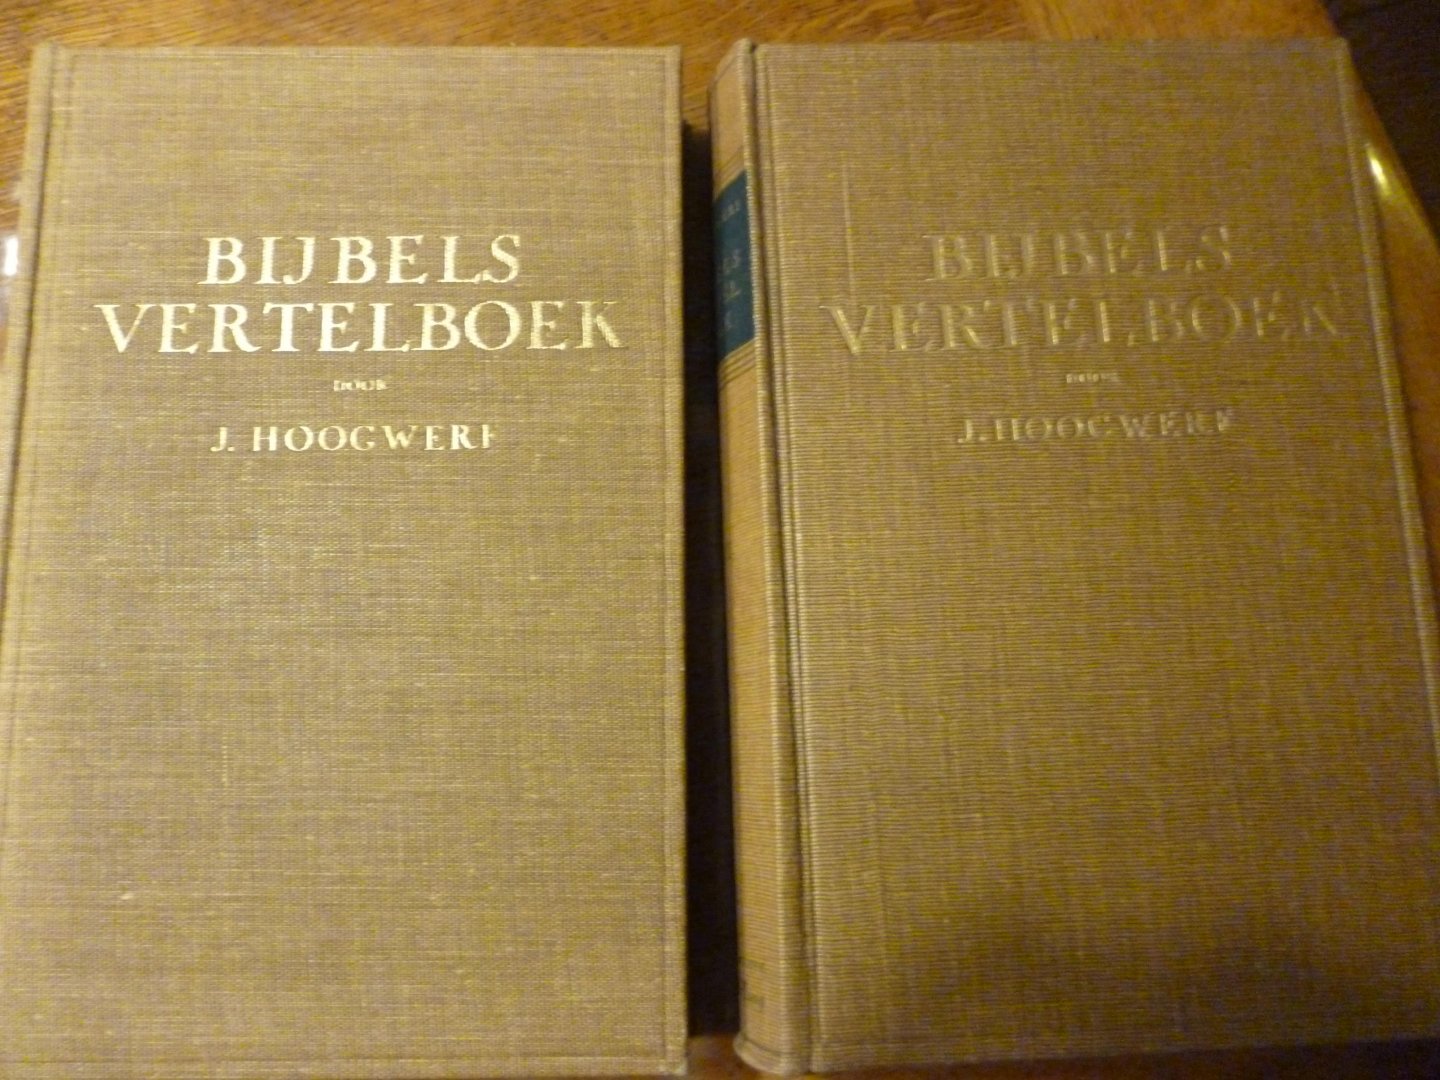 BIJBELS
VERTELBOEK
DOOR
J. HOOGWERF
BIJBELS
VERTELBOEK
DOOR
J. HOOGWERF